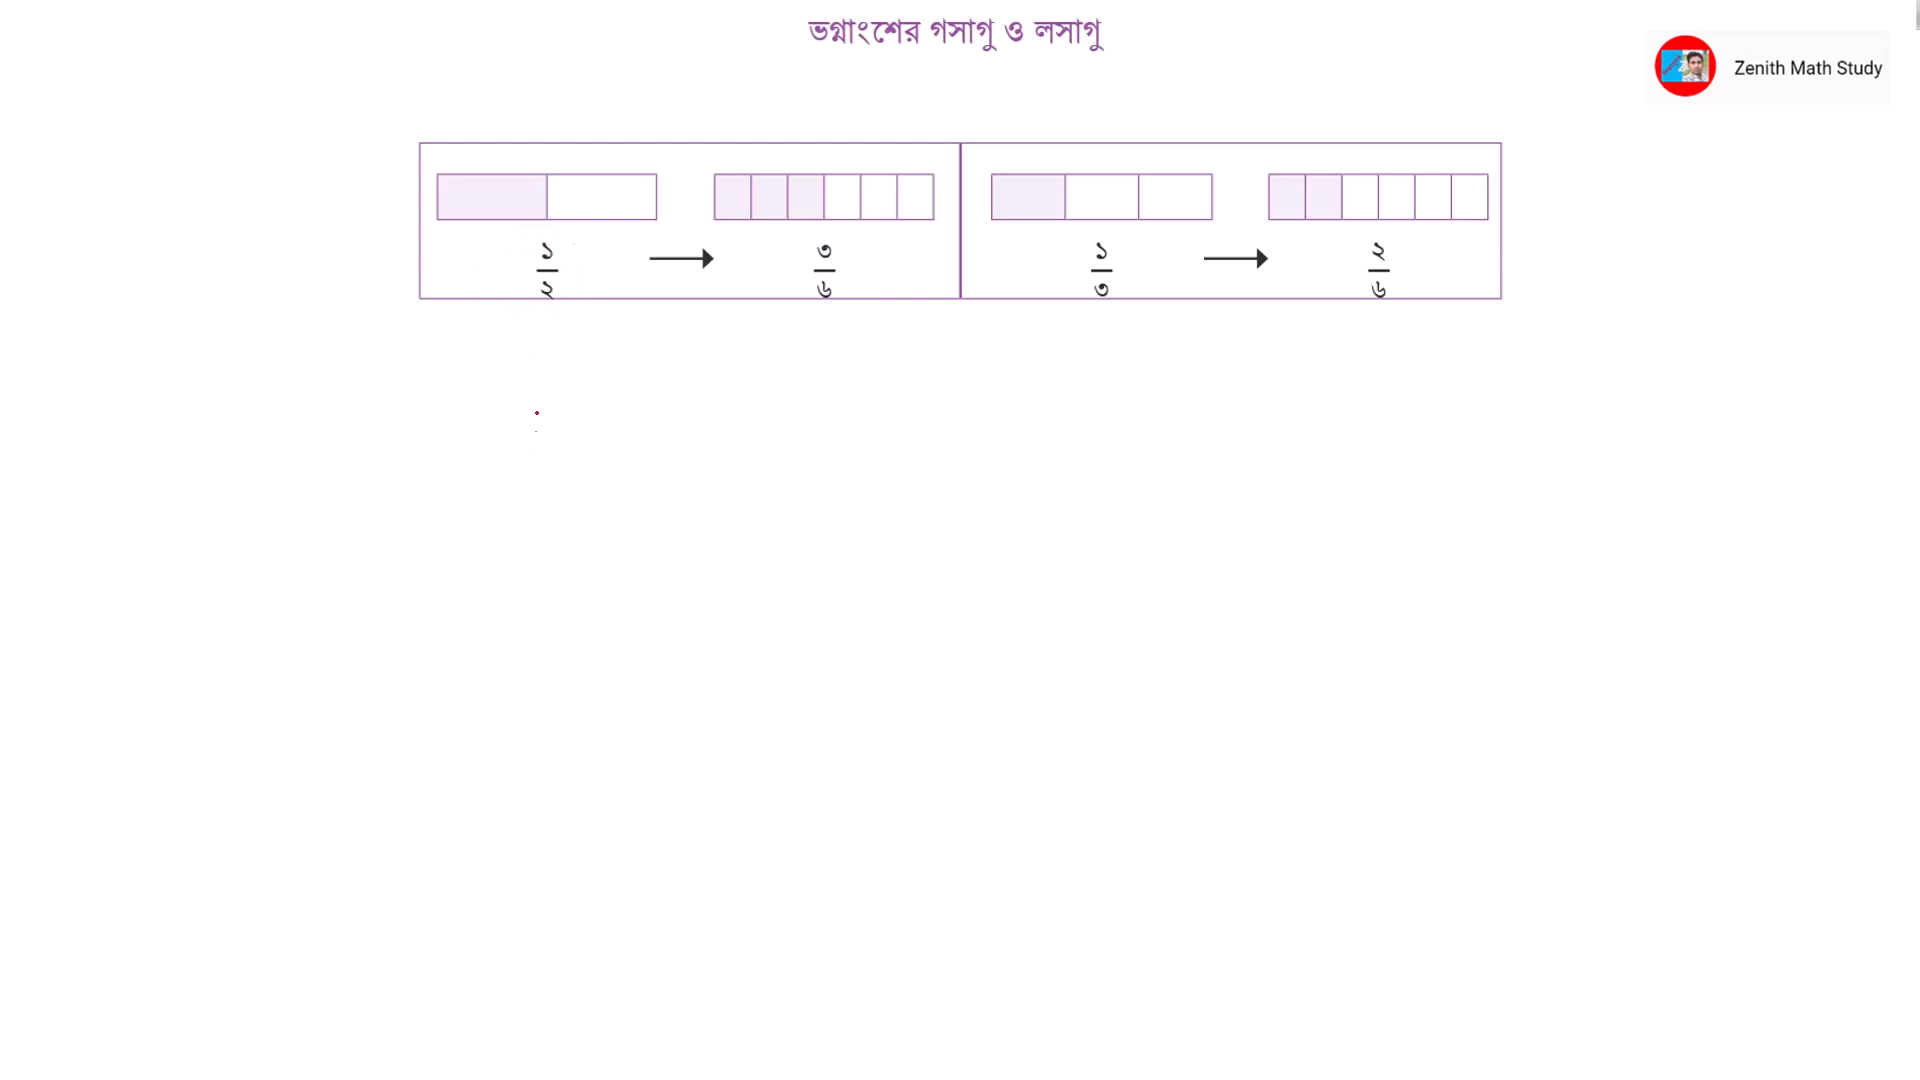 ভগ্নাংশের গসাগু ও লসাগু
Zenith Math Study
১/২ → ৩/৬
১/৩ → ২/৬